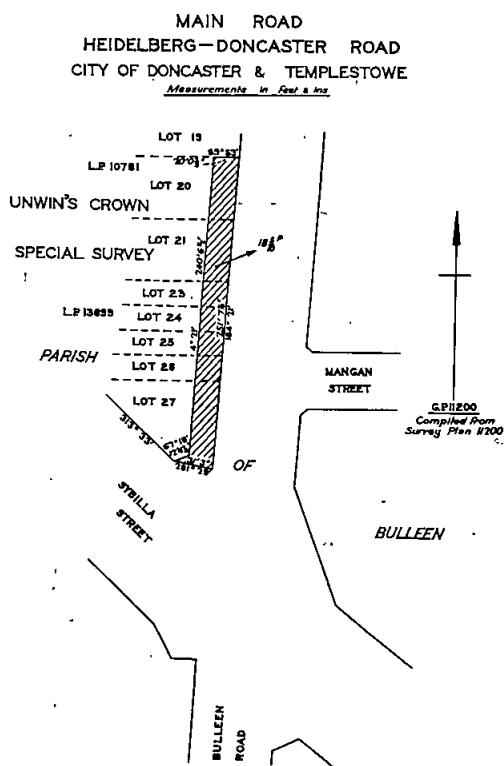 MAIN ROAD
HEIDELBERG—DONCASTER ROAD
CITY OF DONCASTER & TEMPLESTOWE
Measurements in Feet & Ins
LOT 19
L.P 10781
LOT 20
UNWIN'S CROWN
LOT 21
SPECIAL SURVEY
LOT 23
L.P.13699
LOT 24
LOT 25
PARISH
LOT 26
LOT 27
MANGAN
STREET
G.P.11200
Compiled from
Survey Plan 11200
313° 33'
OF
SYBILLA
STREET
BULLEEN
BULLEEN
ROAD